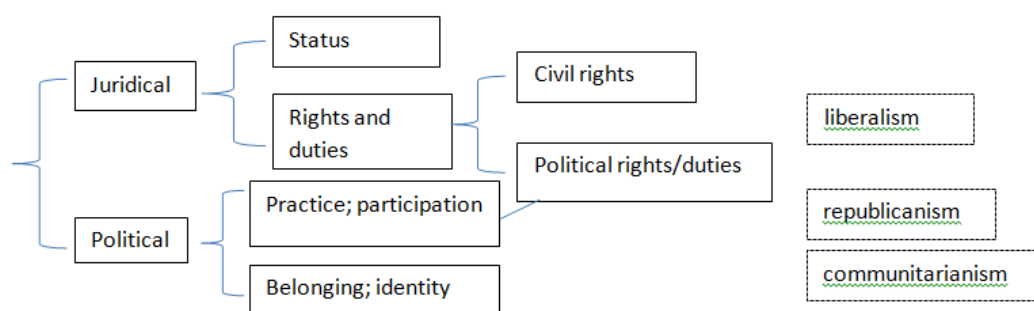 Status
Juridical
Civil rights
Rights and
duties
liberalism
Political rights/duties
Practice; participation
republicanism
Political
Belonging; identity
communitarianism